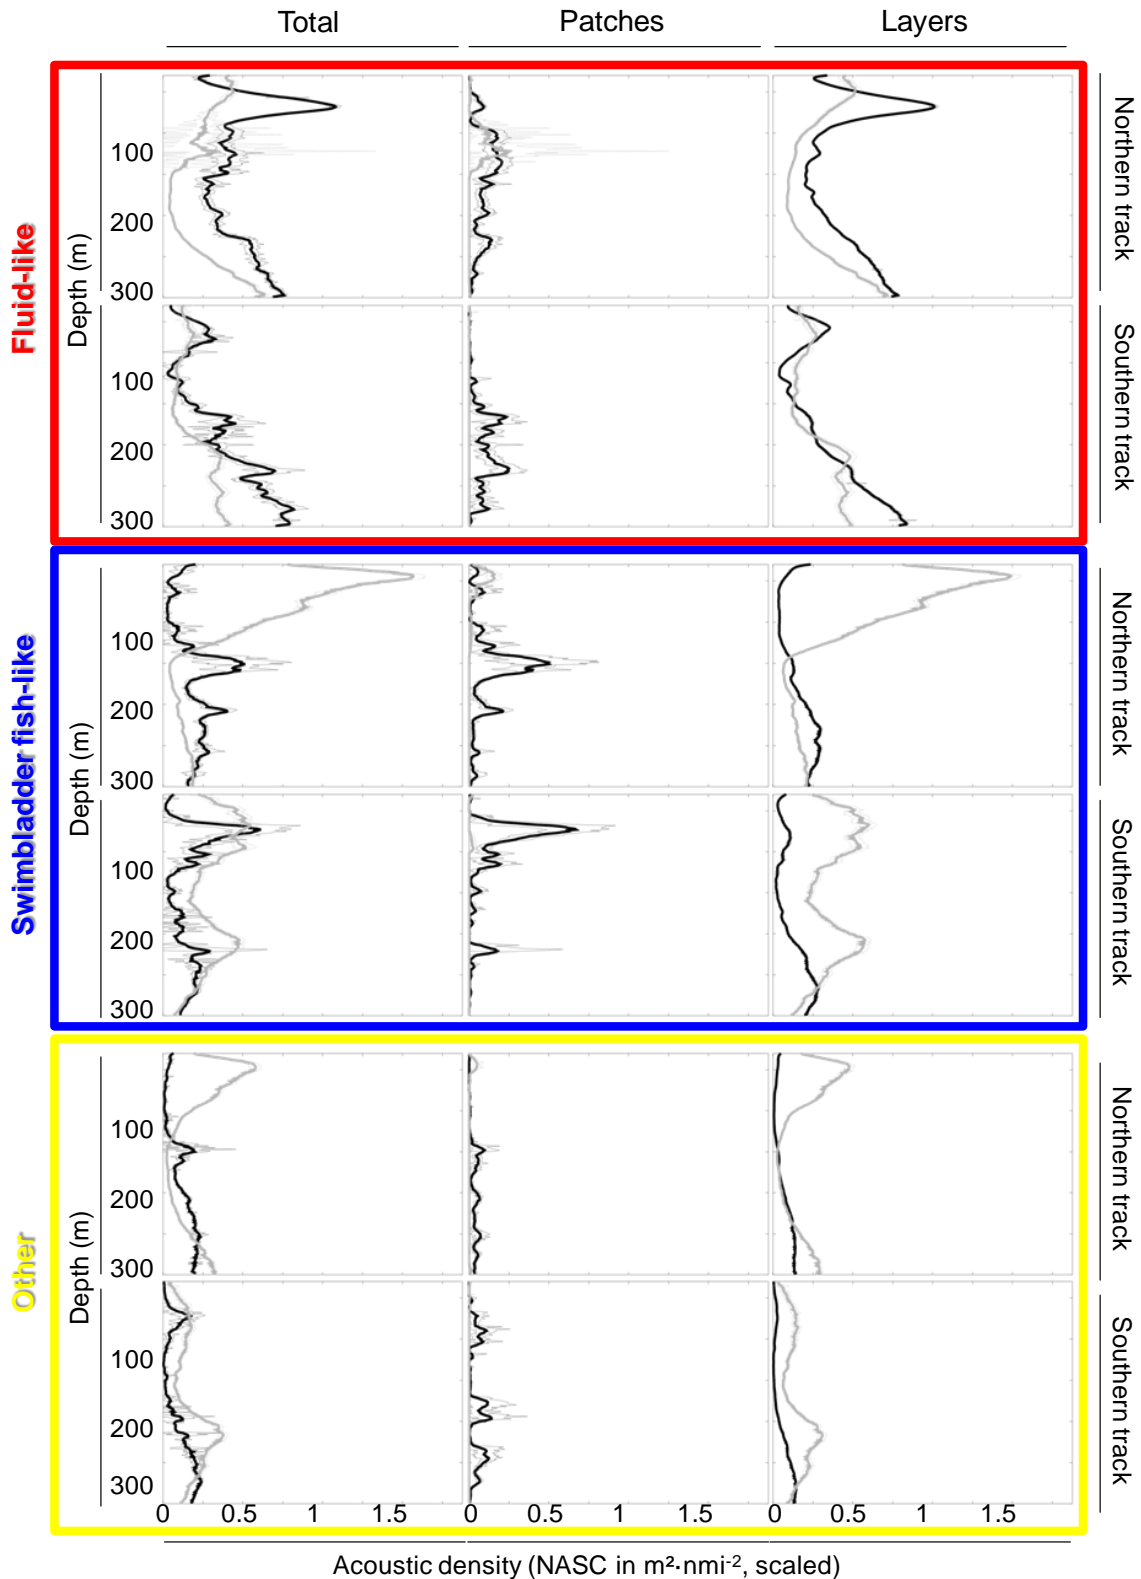 Total Patches Layers
Fluid-like
Depth (m)
100
200
300
Northern track
100
200
300
Southern track
Swimbladder fish-like
Depth (m)
100
200
300
Northern track
100
200
300
Southern track
Other
Depth (m)
100
200
300
Northern track
100
200
300
Southern track
0 0.5 1 1.5 0 0.5 1 1.5 0 0.5 1 1.5
Acoustic density (NASC in m²·nmi⁻², scaled)